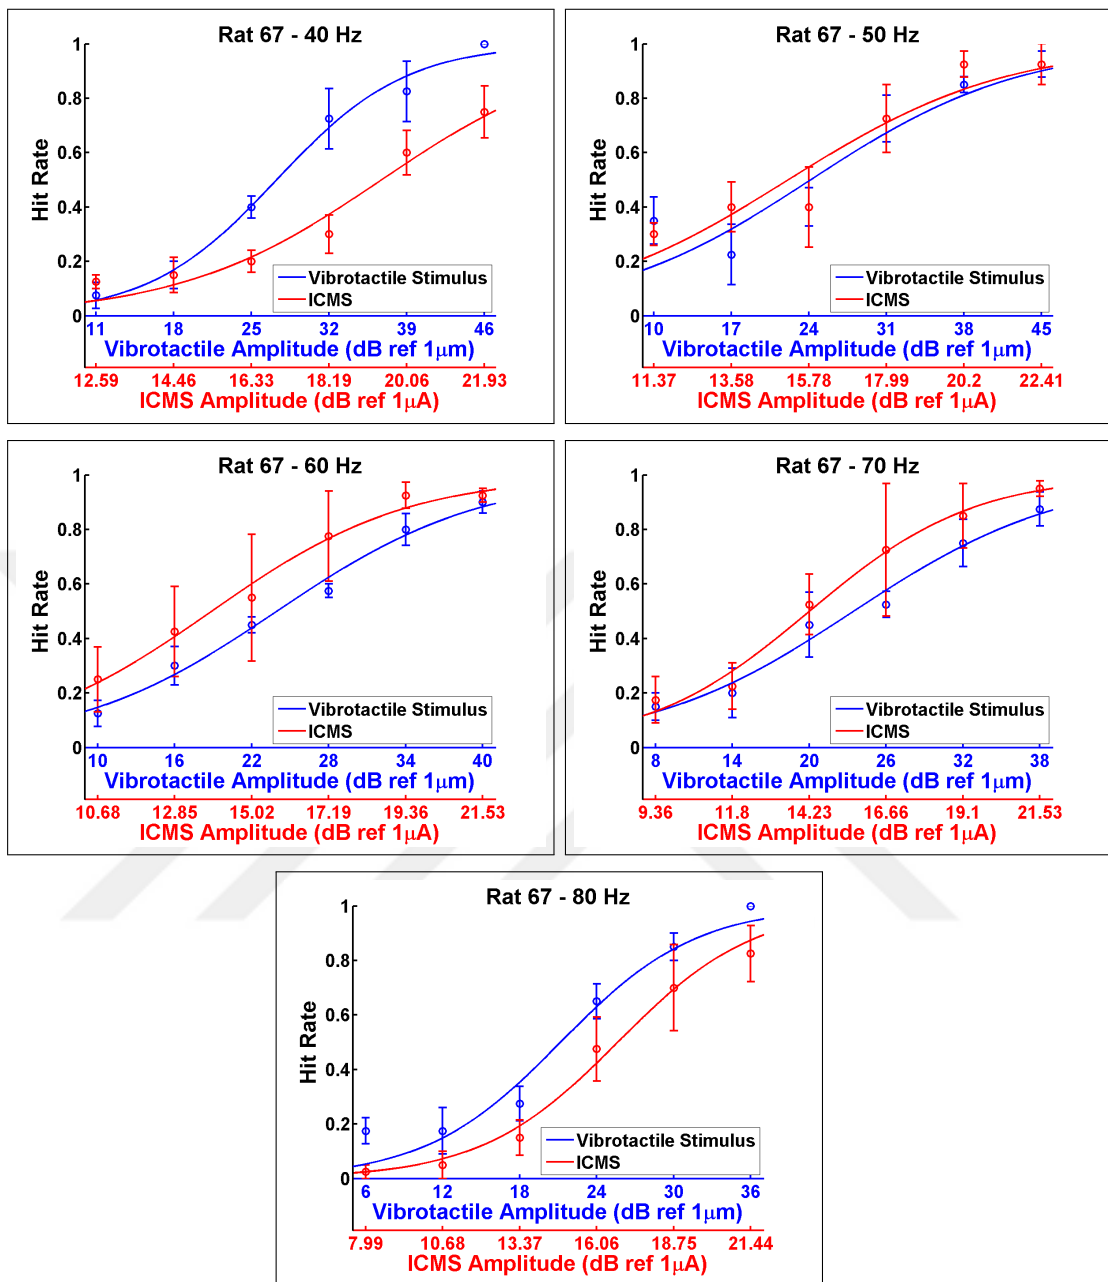 Rat 67 - 40 Hz
1
0.8
0.6
0.4
0.2
0
Hit Rate
Vibrotactile Stimulus
ICMS
11 18 25 32 39 46
Vibrotactile Amplitude (dB ref 1μm)
12.59 14.46 16.33 18.19 20.06 21.93
ICMS Amplitude (dB ref 1μA)
Rat 67 - 50 Hz
1
0.8
0.6
0.4
0.2
0
Hit Rate
Vibrotactile Stimulus
ICMS
10 17 24 31 38 45
Vibrotactile Amplitude (dB ref 1μm)
11.37 13.58 15.78 17.99 20.2 22.41
ICMS Amplitude (dB ref 1μA)
Rat 67 - 60 Hz
1
0.8
0.6
0.4
0.2
0
Hit Rate
Vibrotactile Stimulus
ICMS
10 16 22 28 34 40
Vibrotactile Amplitude (dB ref 1μm)
10.68 12.85 15.02 17.19 19.36 21.53
ICMS Amplitude (dB ref 1μA)
Rat 67 - 70 Hz
1
0.8
0.6
0.4
0.2
0
Hit Rate
Vibrotactile Stimulus
ICMS
8 14 20 26 32 38
Vibrotactile Amplitude (dB ref 1μm)
9.36 11.8 14.23 16.66 19.1 21.53
ICMS Amplitude (dB ref 1μA)
Rat 67 - 80 Hz
1
0.8
0.6
0.4
0.2
0
Hit Rate
Vibrotactile Stimulus
ICMS
6 12 18 24 30 36
Vibrotactile Amplitude (dB ref 1μm)
7.99 10.68 13.37 16.06 18.75 21.44
ICMS Amplitude (dB ref 1μA)